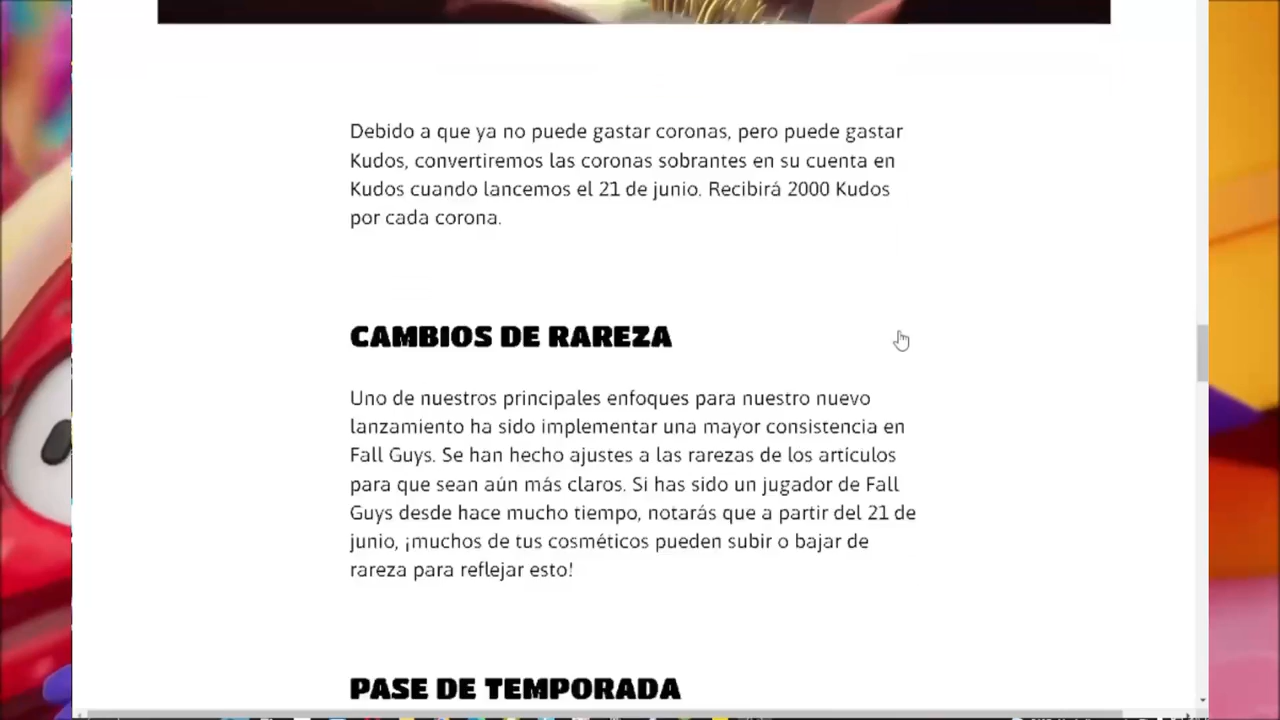 Debido a que ya no puede gastar coronas, pero puede gastar
Kudos, convertiremos las coronas sobrantes en su cuenta en
Kudos cuando lancemos el 21 de junio. Recibirá 2000 Kudos
por cada corona.
CAMBIOS DE RAREZA
Uno de nuestros principales enfoques para nuestro nuevo
lanzamiento ha sido implementar una mayor consistencia en
Fall Guys. Se han hecho ajustes a las rarezas de los artículos
para que sean aún más claros. Si has sido un jugador de Fall
Guys desde hace mucho tiempo, notarás que a partir del 21 de
junio, ¡muchos de tus cosméticos pueden subir o bajar de
rareza para reflejar esto!
PASE DE TEMPORADA